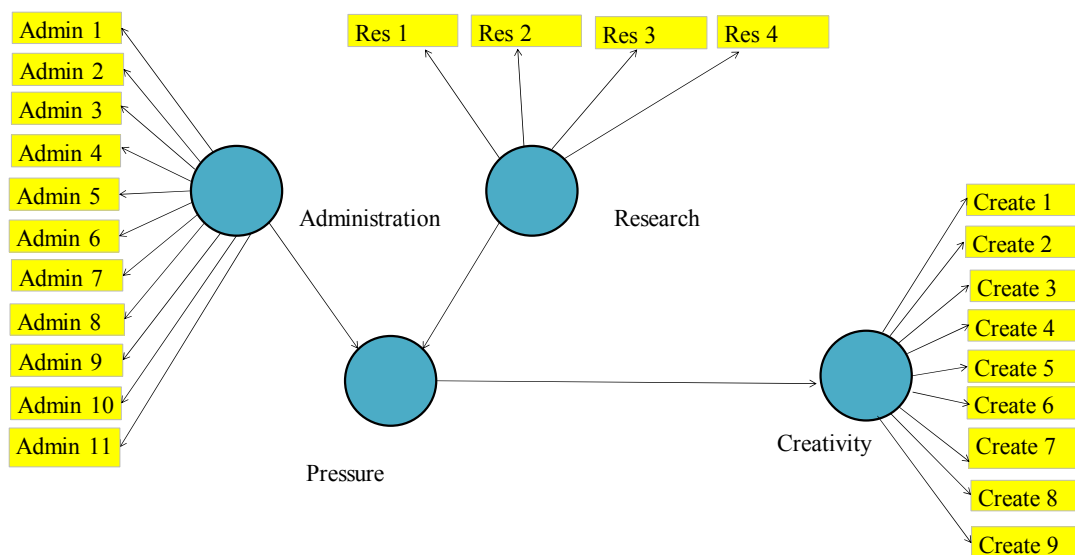 Admin 1
Admin 2
Admin 3
Admin 4
Admin 5
Admin 6
Admin 7
Admin 8
Admin 9
Admin 10
Admin 11
Res 1
Res 2
Res 3
Res 4
Administration
Research
Pressure
Creativity
Create 1
Create 2
Create 3
Create 4
Create 5
Create 6
Create 7
Create 8
Create 9